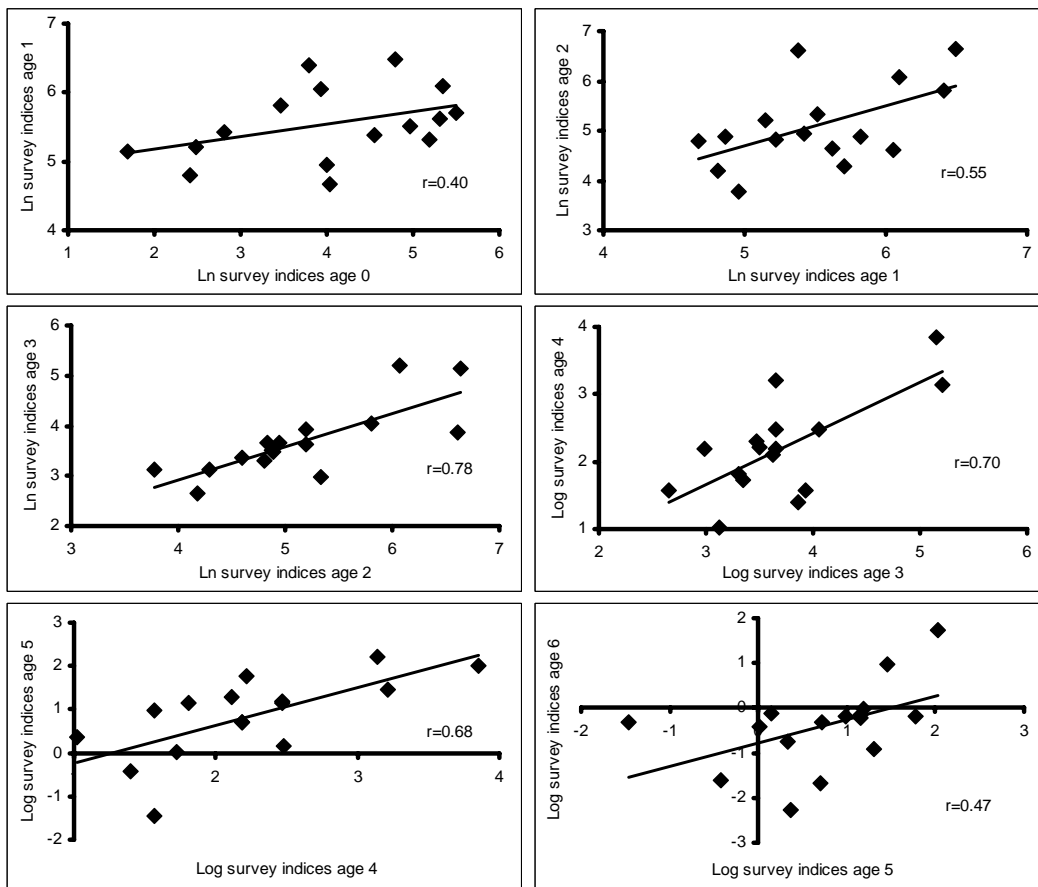 Ln survey indices age 1
7
6
5
4
1 2 3 4 5 6
Ln survey indices age 0
r=0.40
Ln survey indices age 2
7
6
5
4
3
4 5 6 7
Ln survey indices age 1
r=0.55
Ln survey indices age 3
6
5
4
3
2
3 4 5 6 7
Ln survey indices age 2
r=0.78
Log survey indices age 4
4
3
2
1
2 3 4 5 6
Log survey indices age 3
r=0.70
Log survey indices age 5
3
2
1
0
-1
-2
2 3 4
Log survey indices age 4
r=0.68
Log survey indices age 6
2
1
0
-1
-2
-3
-2 -1 0 1 2 3
Log survey indices age 5
r=0.47